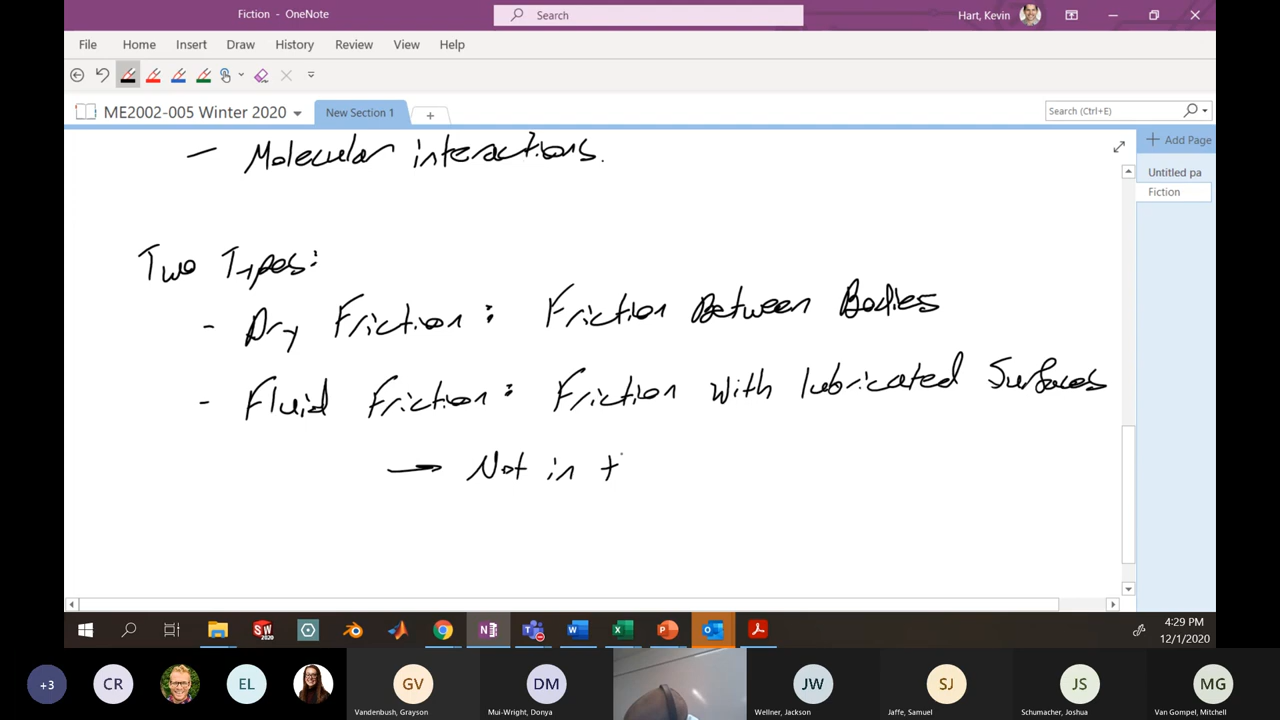 Fiction - OneNote
Search
Hart, Kevin
File Home Insert Draw History Review View Help
ME2002-005 Winter 2020
New Section 1
Search (Ctrl+E)
Add Page
Untitled pa
Fiction
- Molecular interactions.
Two Types:
- Dry Friction: Friction Between Bodies
- Fluid Friction: Friction With lubricated Surfaces
→ Not in t
SW
2020
4:29 PM
12/1/2020
+3
CR
EL
GV
Vandenbush, Grayson
DM
Mui-Wright, Donya
JW
Wellner, Jackson
SJ
Jaffe, Samuel
JS
Schumacher, Joshua
MG
Van Gompel, Mitchell